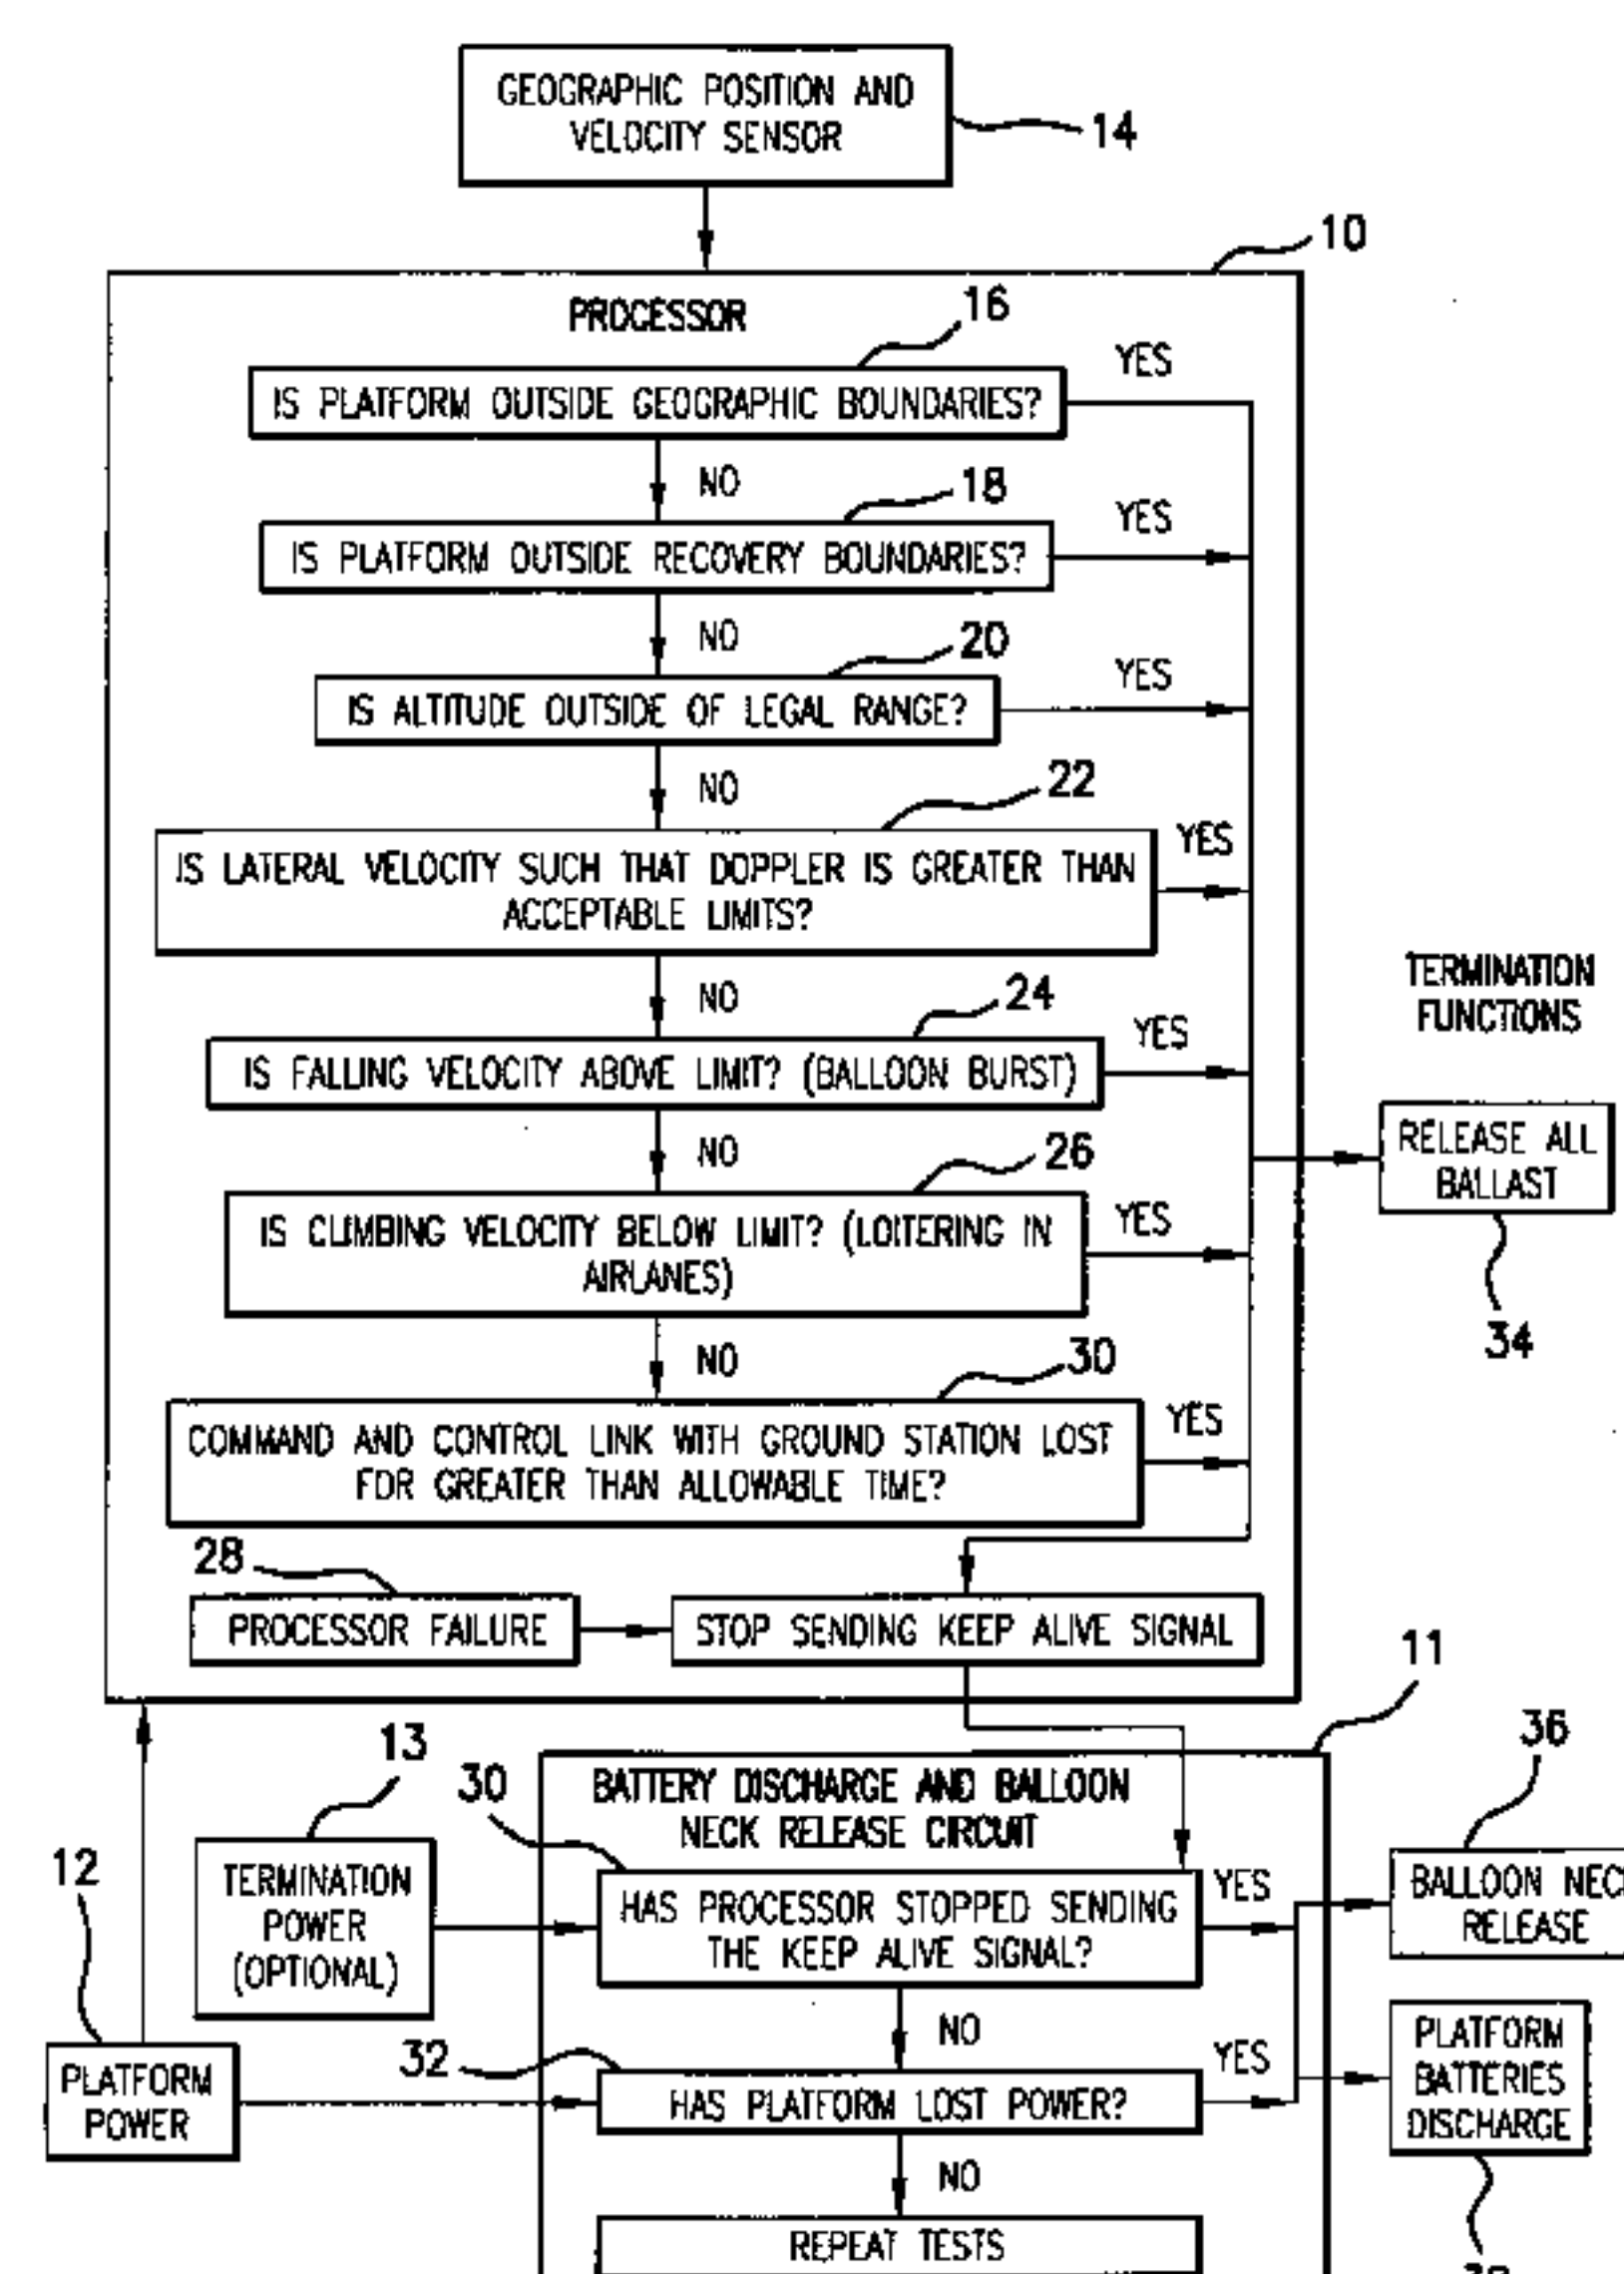 GEOGRAPHIC POSITION AND
VELOCITY SENSOR
14
10
PROCESSOR
16
IS PLATFORM OUTSIDE GEOGRAPHIC BOUNDARIES?
YES
NO
18
IS PLATFORM OUTSIDE RECOVERY BOUNDARIES?
YES
NO
20
IS ALTITUDE OUTSIDE OF LEGAL RANGE?
YES
NO
22
IS LATERAL VELOCITY SUCH THAT DOPPLER IS GREATER THAN
ACCEPTABLE LIMITS?
YES
NO
24
IS FALLING VELOCITY ABOVE LIMIT? (BALLOON BURST)
YES
NO
26
IS CLIMBING VELOCITY BELOW LIMIT? (LOITERING IN
AIRLANES)
YES
NO
30
COMMAND AND CONTROL LINK WITH GROUND STATION LOST
FOR GREATER THAN ALLOWABLE TIME?
YES
28
PROCESSOR FAILURE
STOP SENDING KEEP ALIVE SIGNAL
TERMINATION
FUNCTIONS
RELEASE ALL
BALLAST
34
11
13
30
BATTERY DISCHARGE AND BALLOON
NECK RELEASE CIRCUIT
36
12
TERMINATION
POWER
(OPTIONAL)
HAS PROCESSOR STOPPED SENDING
THE KEEP ALIVE SIGNAL?
YES
BALLOON
RELEASE
NO
32
PLATFORM
POWER
HAS PLATFORM LOST POWER?
YES
PLATFORM
BATTERIES
DISCHARGE
NO
REPEAT TESTS